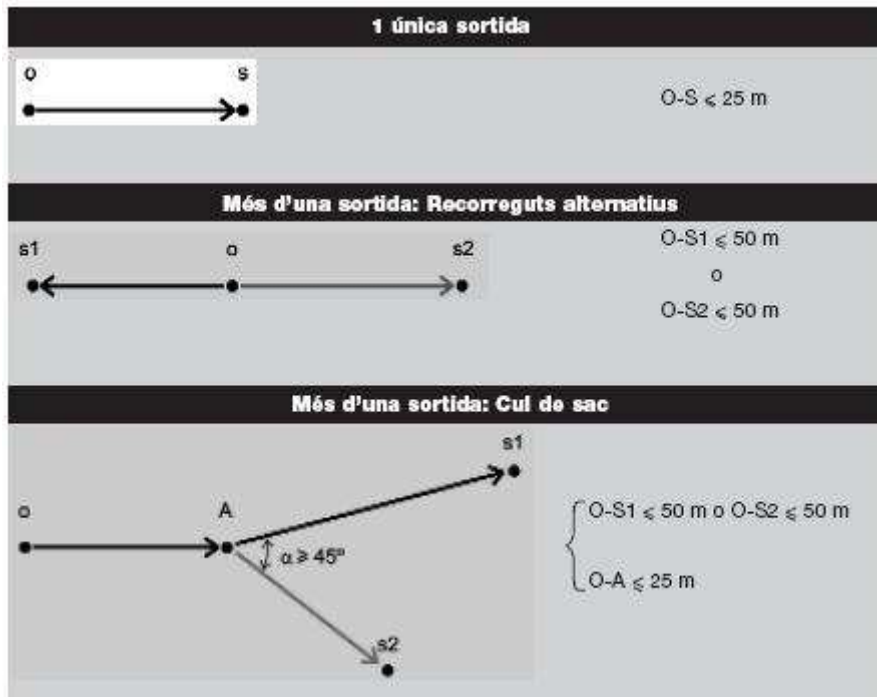 1 única sortida
o s
O-S ⩽ 25 m
Més d'una sortida: Recorreguts alternatius
s1 o s2
O-S1 ⩽ 50 m
o
O-S2 ⩽ 50 m
Més d'una sortida: Cul de sac
s1
o A
α ⩾ 45º
s2
O-S1 ⩽ 50 m o O-S2 ⩽ 50 m
O-A ⩽ 25 m